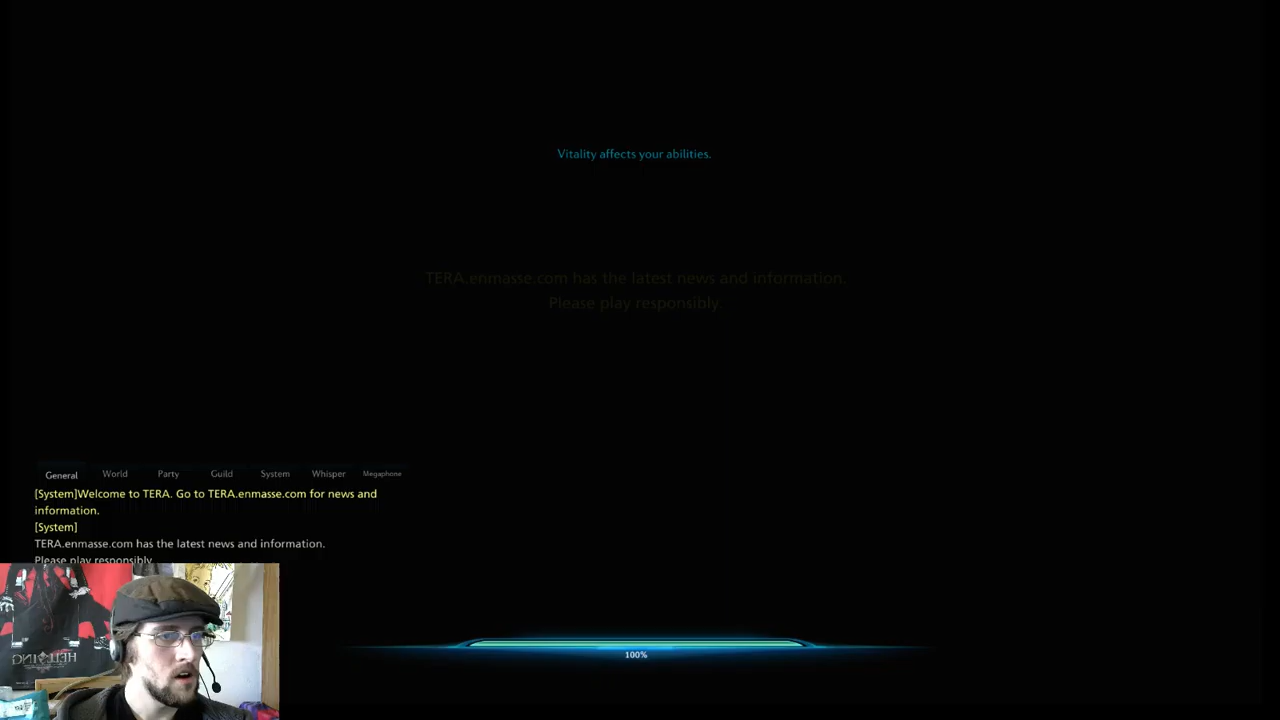 Vitality affects your abilities.
TERA.enmasse.com has the latest news and information.
Please play responsibly.
General World Party Guild System Whisper Megaphone
[System]Welcome to TERA. Go to TERA.enmasse.com for news and
information.
[System]
TERA.enmasse.com has the latest news and information.
Please play responsibly.
HELLSING
100%